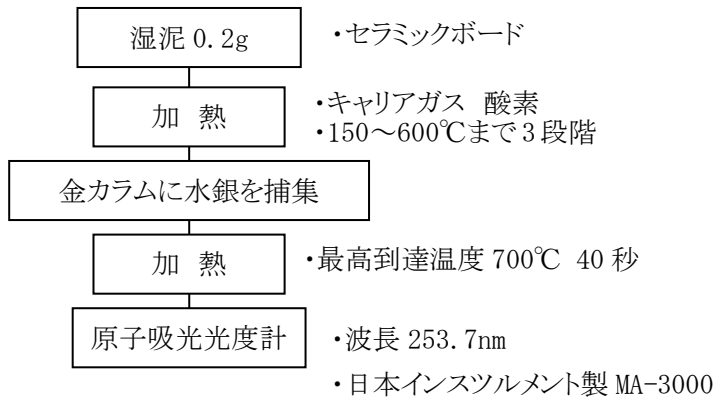 湿泥 0.2g ・セラミックボード
加 熱 ・キャリアガス 酸素
・150～600℃まで3段階
金カラムに水銀を捕集
加 熱 ・最高到達温度 700℃ 40 秒
原子吸光光度計 ・波長 253.7nm
・日本インスツルメント製 MA-3000